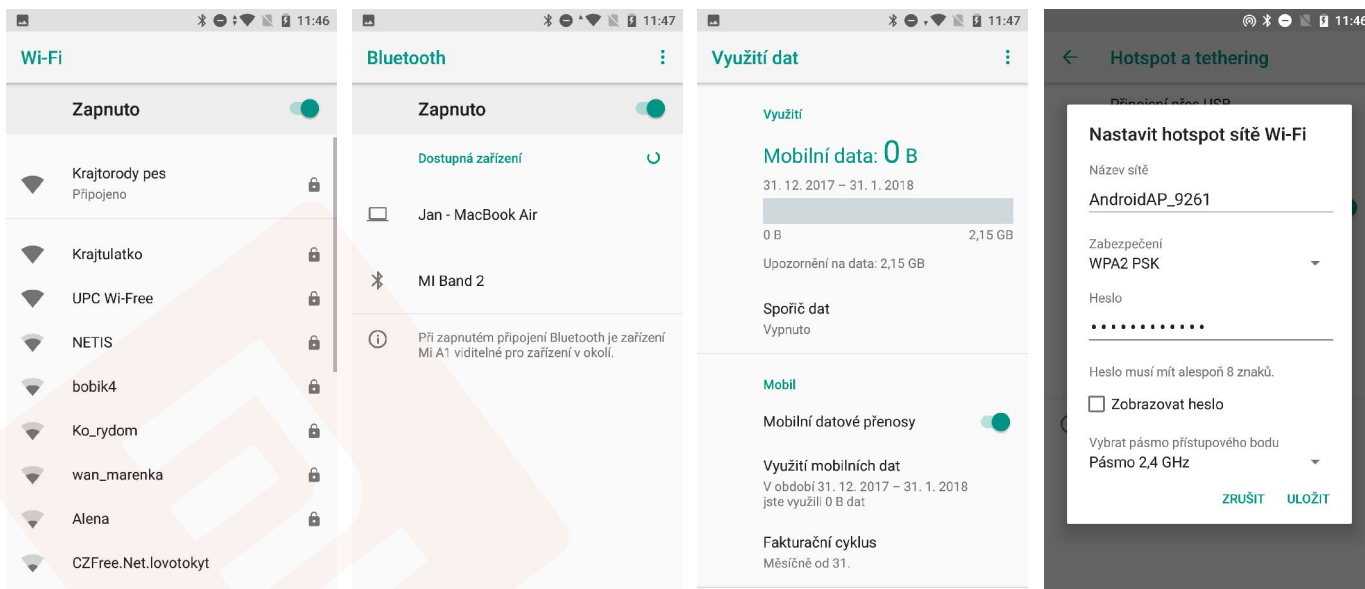 11:46
Wi-Fi
Zapnuto
Krajtorody pes
Připojeno
Krajtulatko
UPC Wi-Free
NETIS
bobik4
Ko_rydom
wan_marenka
Alena
CZFree.Net.lovotokyt
11:47
Bluetooth
Zapnuto
Dostupná zařízení
Jan - MacBook Air
MI Band 2
Při zapnutém připojení Bluetooth je zařízení
Mi A1 viditelné pro zařízení v okolí.
11:47
Využití dat
Využití
Mobilní data: 0 B
31. 12. 2017 – 31. 1. 2018
0 B 2,15 GB
Upozornění na data: 2,15 GB
Spořič dat
Vypnuto
Mobil
Mobilní datové přenosy
Využití mobilních dat
V období 31. 12. 2017 – 31. 1. 2018
jste využili 0 B dat
Fakturační cyklus
Měsíčně od 31.
11:46
Hotspot a tethering
Připojení přes USB
Nastavit hotspot sítě Wi-Fi
Název sítě
AndroidAP_9261
Zabezpečení
WPA2 PSK
Heslo
••••••••••••
Heslo musí mít alespoň 8 znaků.
Zobrazovat heslo
Vybrat pásmo přístupového bodu
Pásmo 2,4 GHz
ZRUŠIT ULOŽIT